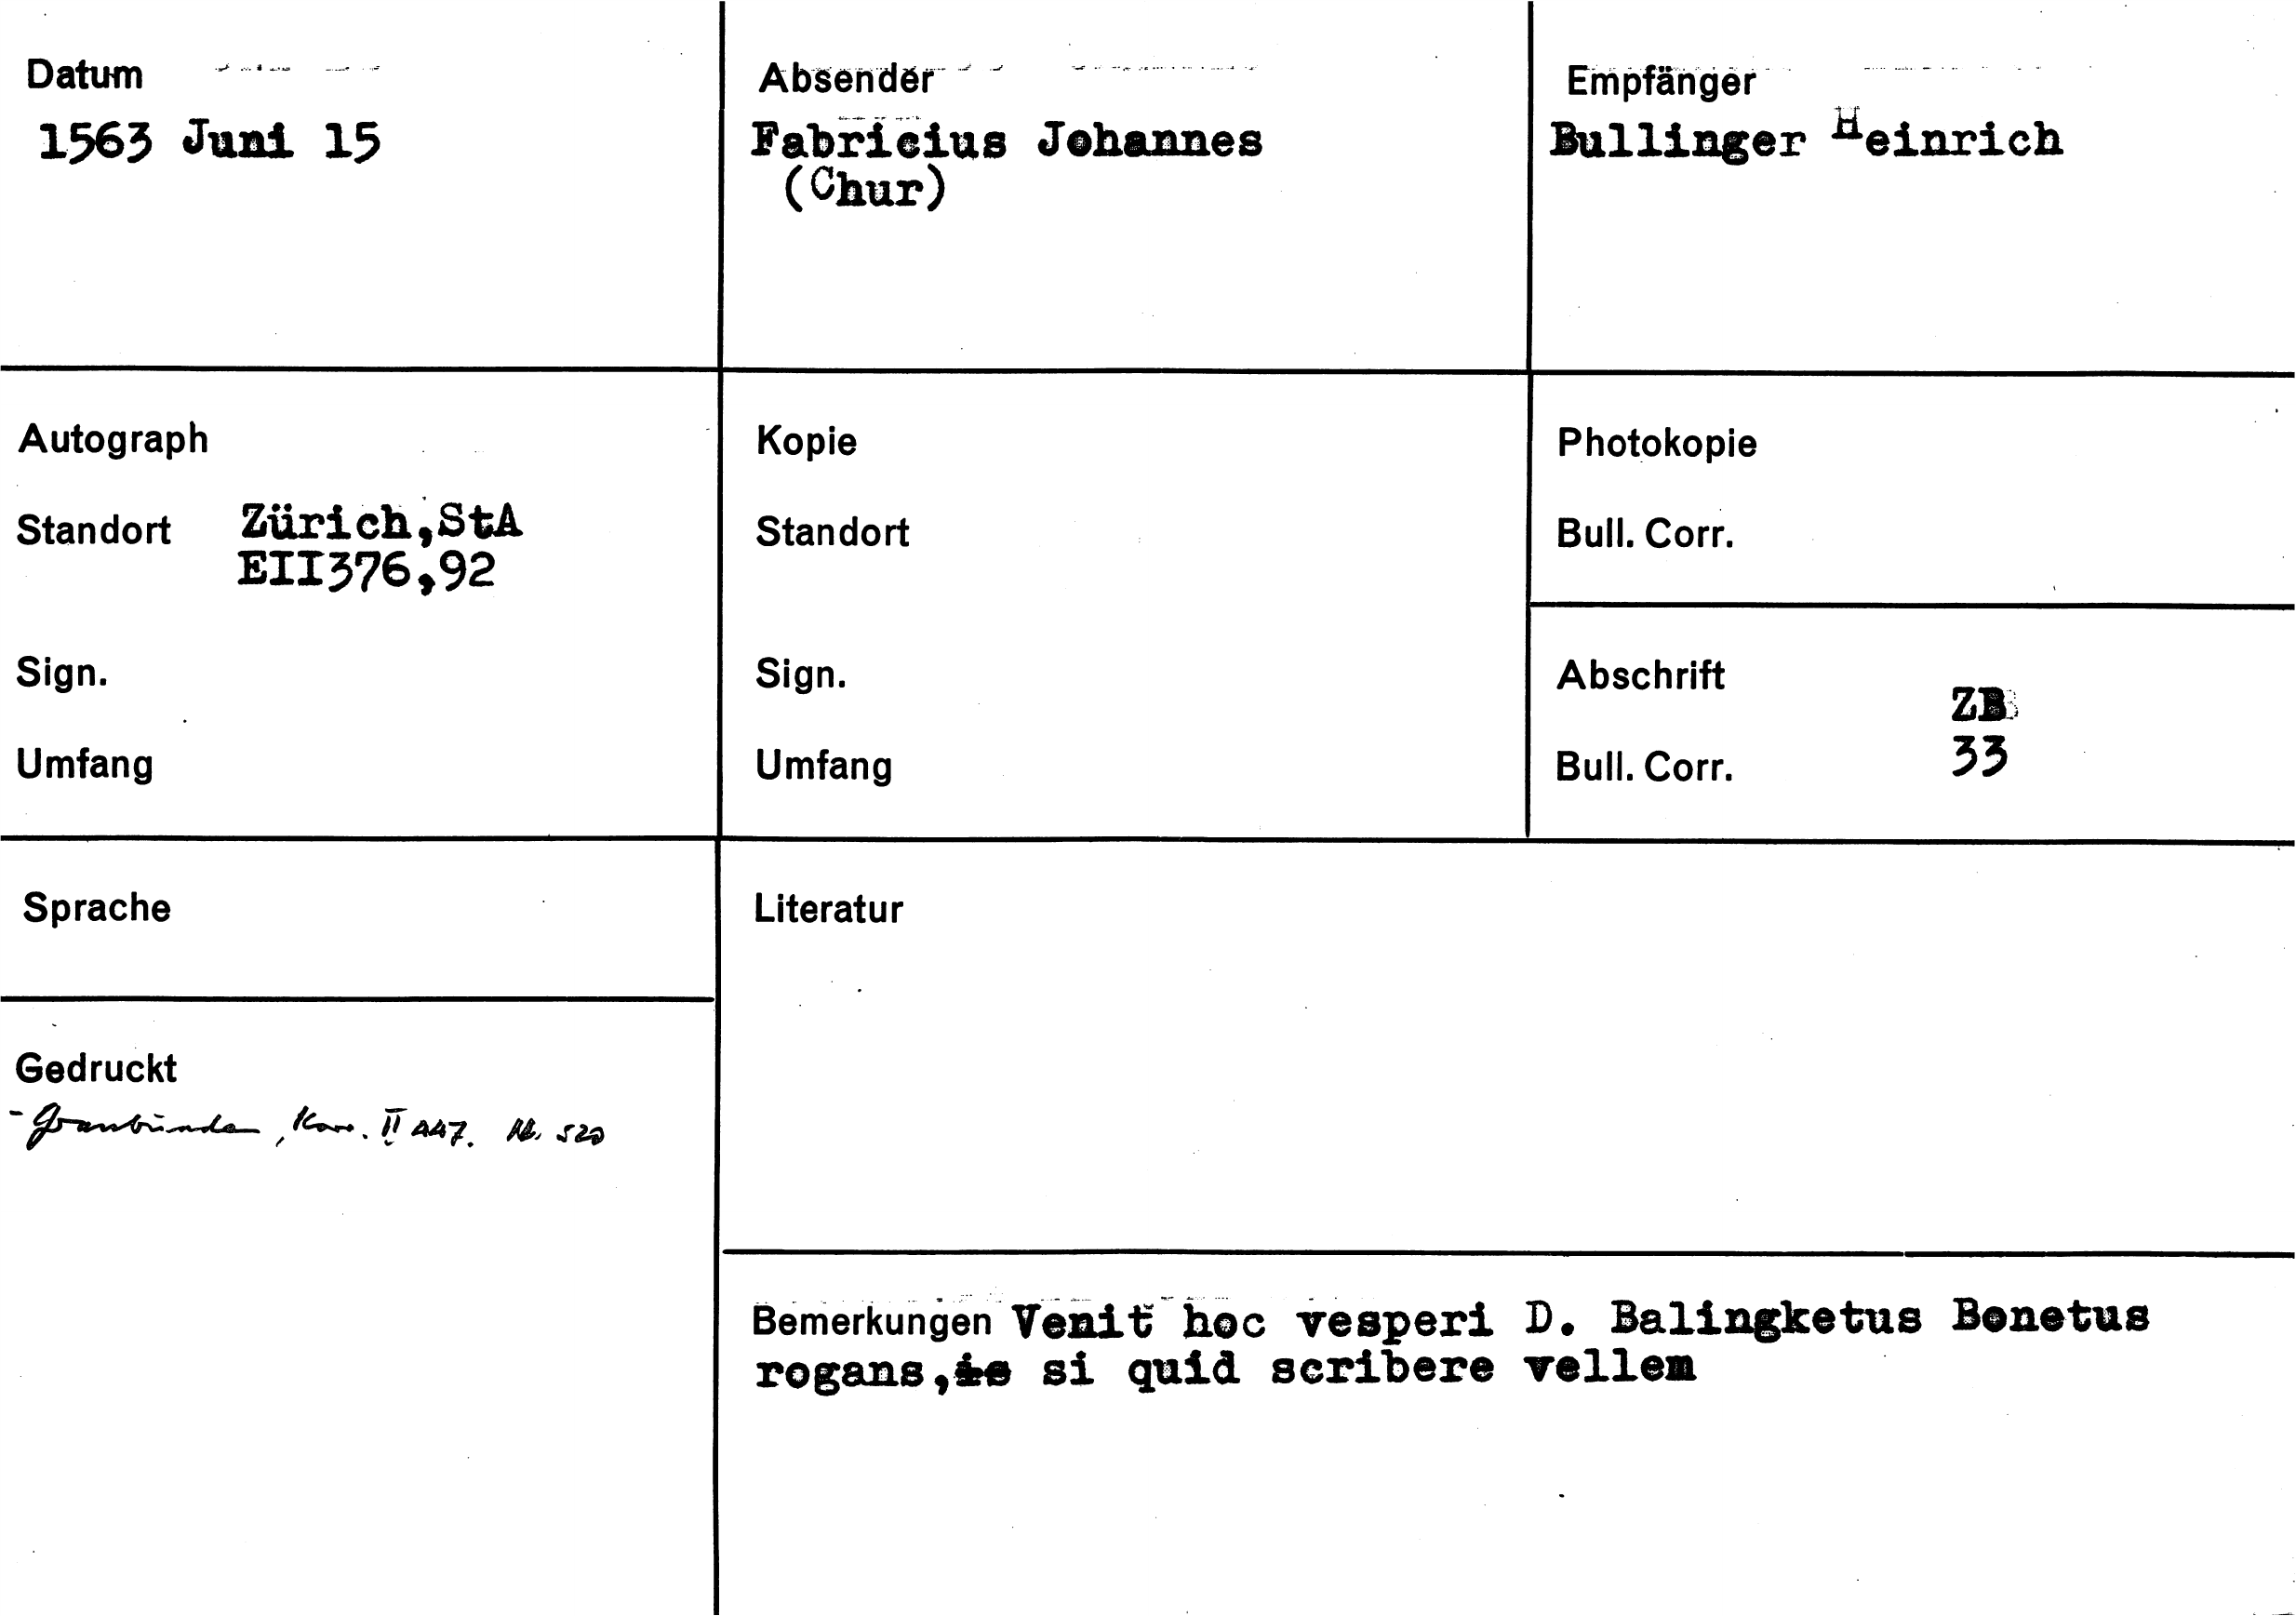 Datum
1563 Juni 15
Absender
Fabricius Johannes
(Chur)
Empfänger
Bullinger Heinrich
Autograph
Standort Zürich,StA
EII376,92
Sign.
Umfang
Kopie
Standort
Sign.
Umfang
Photokopie
Bull. Corr.
Abschrift ZB
Bull. Corr. 33
Sprache
Gedruckt
- Graubünden, Korr. II 447. Nr. 520
Literatur
Bemerkungen Venit hoc vesperi D. Balingketus Bonetus
rogans, si quid scribere vellem